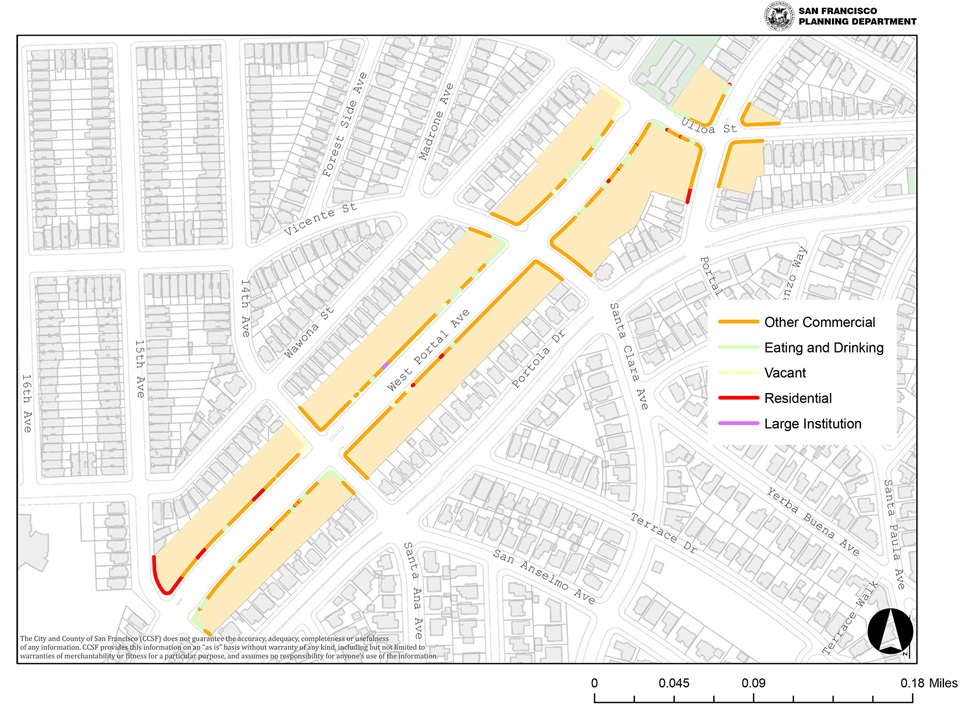 SAN FRANCISCO
PLANNING DEPARTMENT
Forest Side Ave
Madrone Ave
Ulloa St
Vicente St
14th Ave
15th Ave
16th Ave
Wawona St
West Portal Ave
Portola Dr
Santa Clara Ave
Portal
enzo Way
Other Commercial
Eating and Drinking
Vacant
Residential
Large Institution
Yerba Buena Ave
Santa Paula Ave
Terrace Dr
San Anselmo Ave
Santa Ana Ave
Terrace Walk
The City and County of San Francisco (CCSF) does not guarantee the accuracy, adequacy, completeness or usefulness
of any information. CCSF provides this information on an "as is" basis without warranty of any kind, including but not limited to
warranties of merchantability or fitness for a particular purpose, and assumes no responsibility for anyone's use of the information.
N
0 0.045 0.09 0.18 Miles